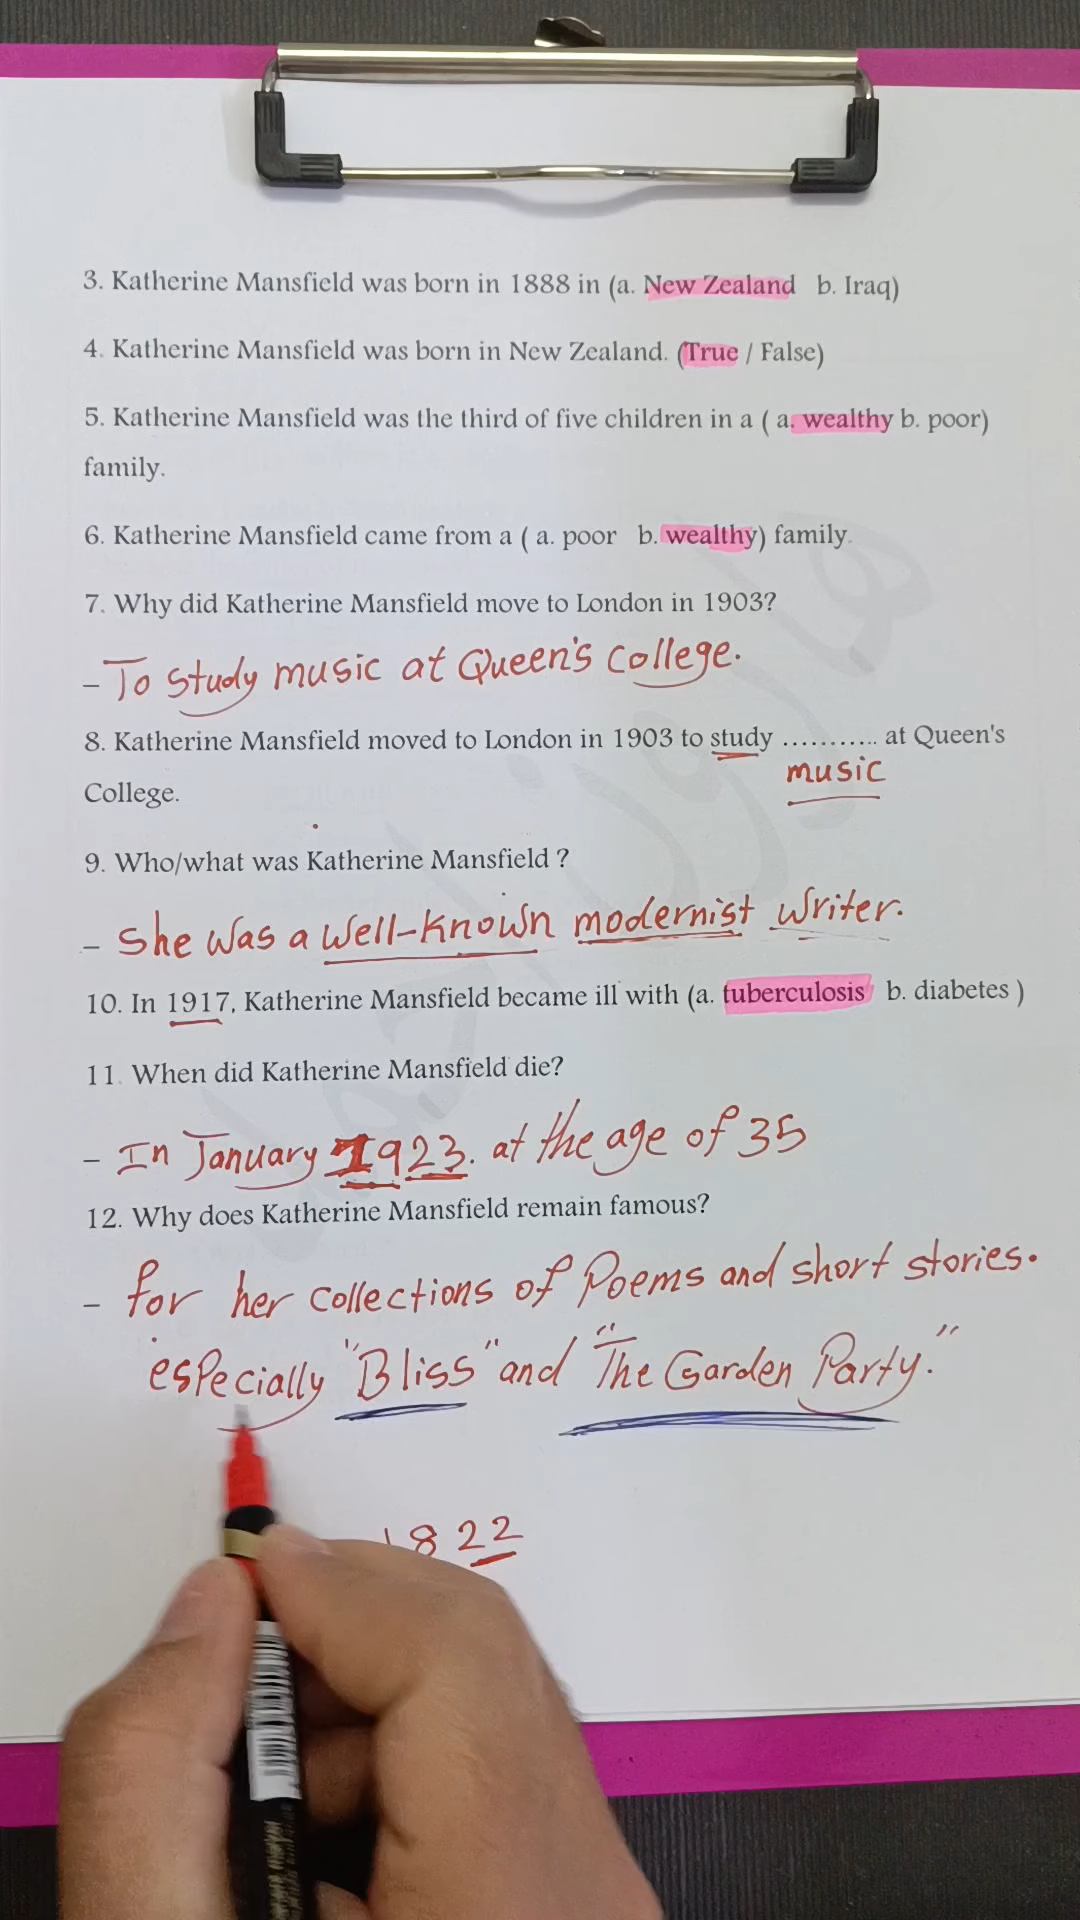 3. Katherine Mansfield was born in 1888 in (a. New Zealand b. Iraq)
4. Katherine Mansfield was born in New Zealand. (True / False)
5. Katherine Mansfield was the third of five children in a ( a. wealthy b. poor)
family.
6. Katherine Mansfield came from a ( a. poor b. wealthy) family.
7. Why did Katherine Mansfield move to London in 1903?
– To study music at Queen's college.
8. Katherine Mansfield moved to London in 1903 to study ........... at Queen's
music
College.
9. Who/what was Katherine Mansfield ?
– She was a well-known modernist writer.
10. In 1917, Katherine Mansfield became ill with (a. tuberculosis b. diabetes )
11. When did Katherine Mansfield die?
– In January 1923. at the age of 35
12. Why does Katherine Mansfield remain famous?
– for her collections of Poems and short stories.
especially "Bliss" and "The Garden Party."
1822